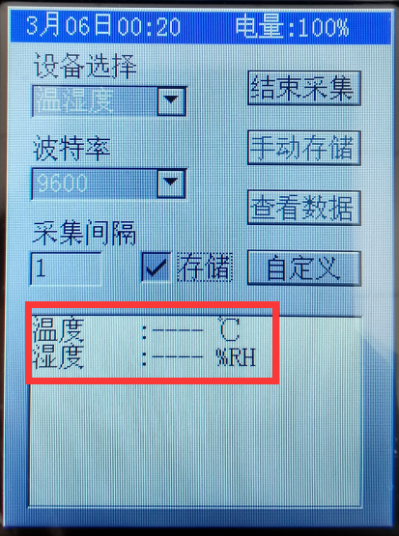 3月06日00:20 电量:100%
设备选择
温湿度
结束采集
波特率
手动存储
9600
查看数据
采集间隔
1
存储
自定义
温度 :---- ℃
湿度 :---- %RH